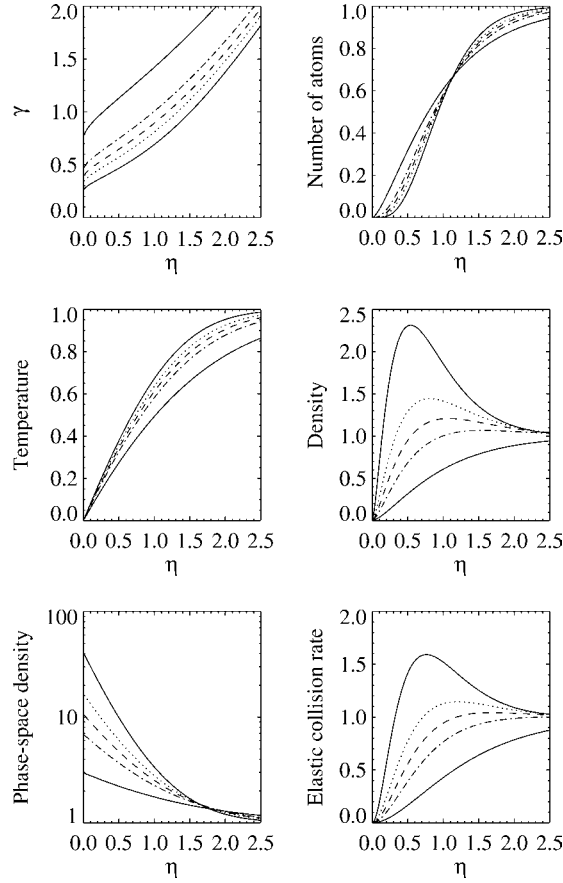 2.0
1.5
1.0
0.5
0.0
γ
0.0 0.5 1.0 1.5 2.0 2.5
η
1.0
0.8
0.6
0.4
0.2
0.0
Number of atoms
0.0 0.5 1.0 1.5 2.0 2.5
η
1.0
0.8
0.6
0.4
0.2
0.0
Temperature
0.0 0.5 1.0 1.5 2.0 2.5
η
2.5
2.0
1.5
1.0
0.5
0.0
Density
0.0 0.5 1.0 1.5 2.0 2.5
η
100
10
1
Phase-space density
0.0 0.5 1.0 1.5 2.0 2.5
η
2.0
1.5
1.0
0.5
0.0
Elastic collision rate
0.0 0.5 1.0 1.5 2.0 2.5
η